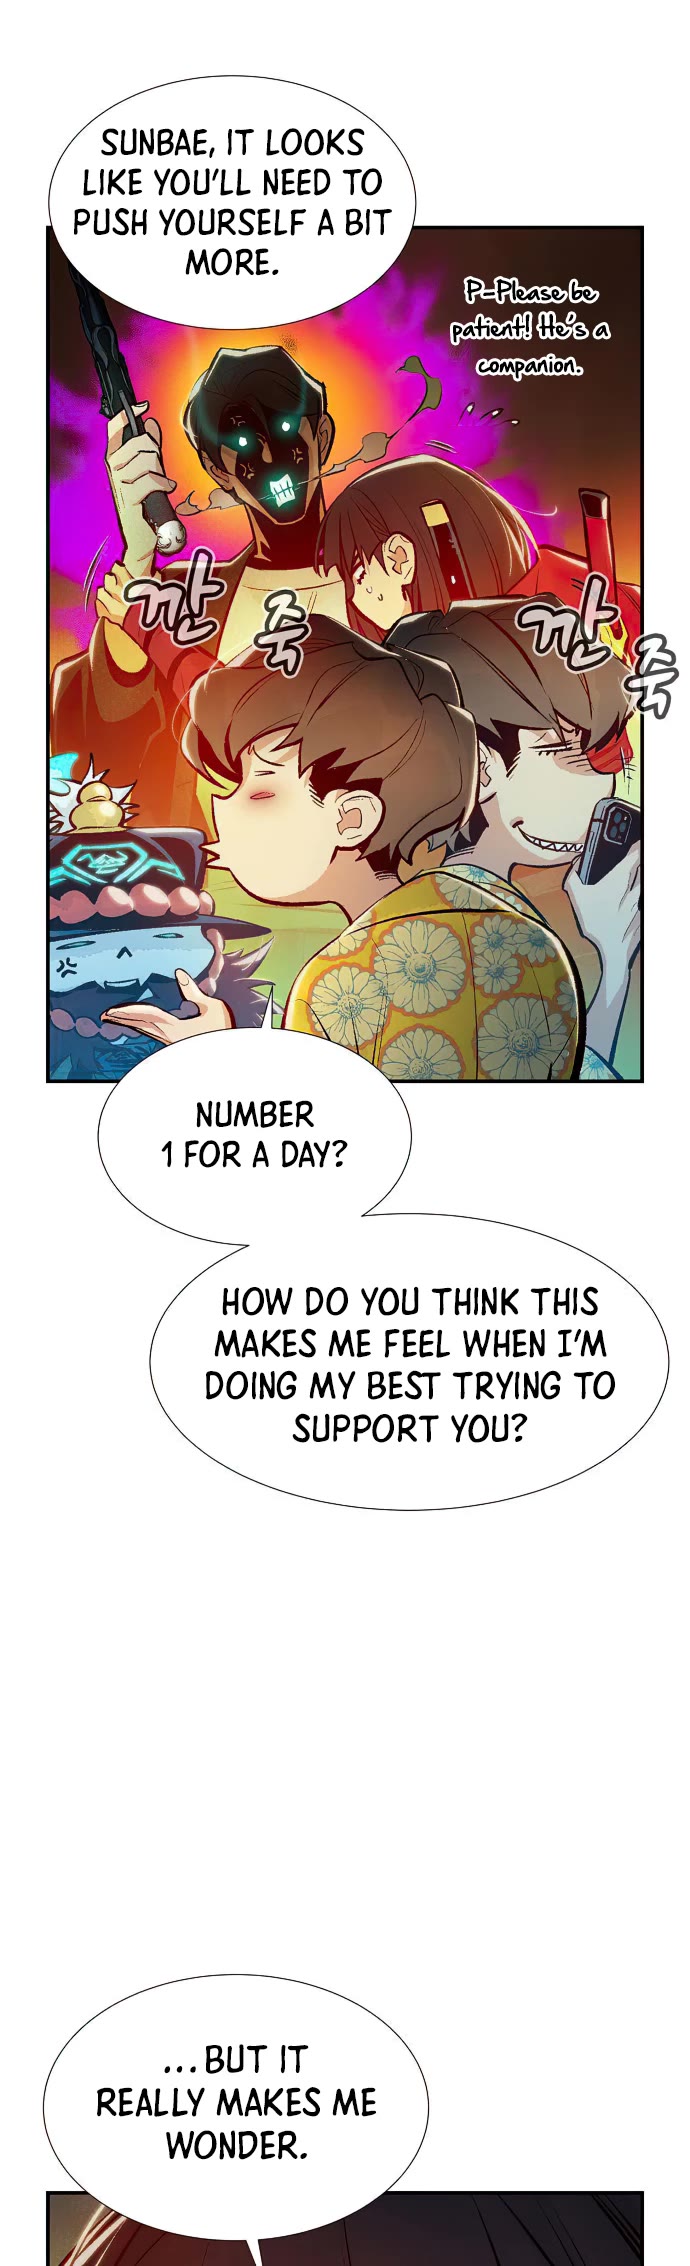 SUNBAE, IT LOOKS
LIKE YOU'LL NEED TO
PUSH YOURSELF A BIT
MORE.
P-Please be
patient! He's a
companion.
깐
죽
깐
죽
NUMBER
1 FOR A DAY?
HOW DO YOU THINK THIS
MAKES ME FEEL WHEN I'M
DOING MY BEST TRYING TO
SUPPORT YOU?
...BUT IT
REALLY MAKES ME
WONDER.